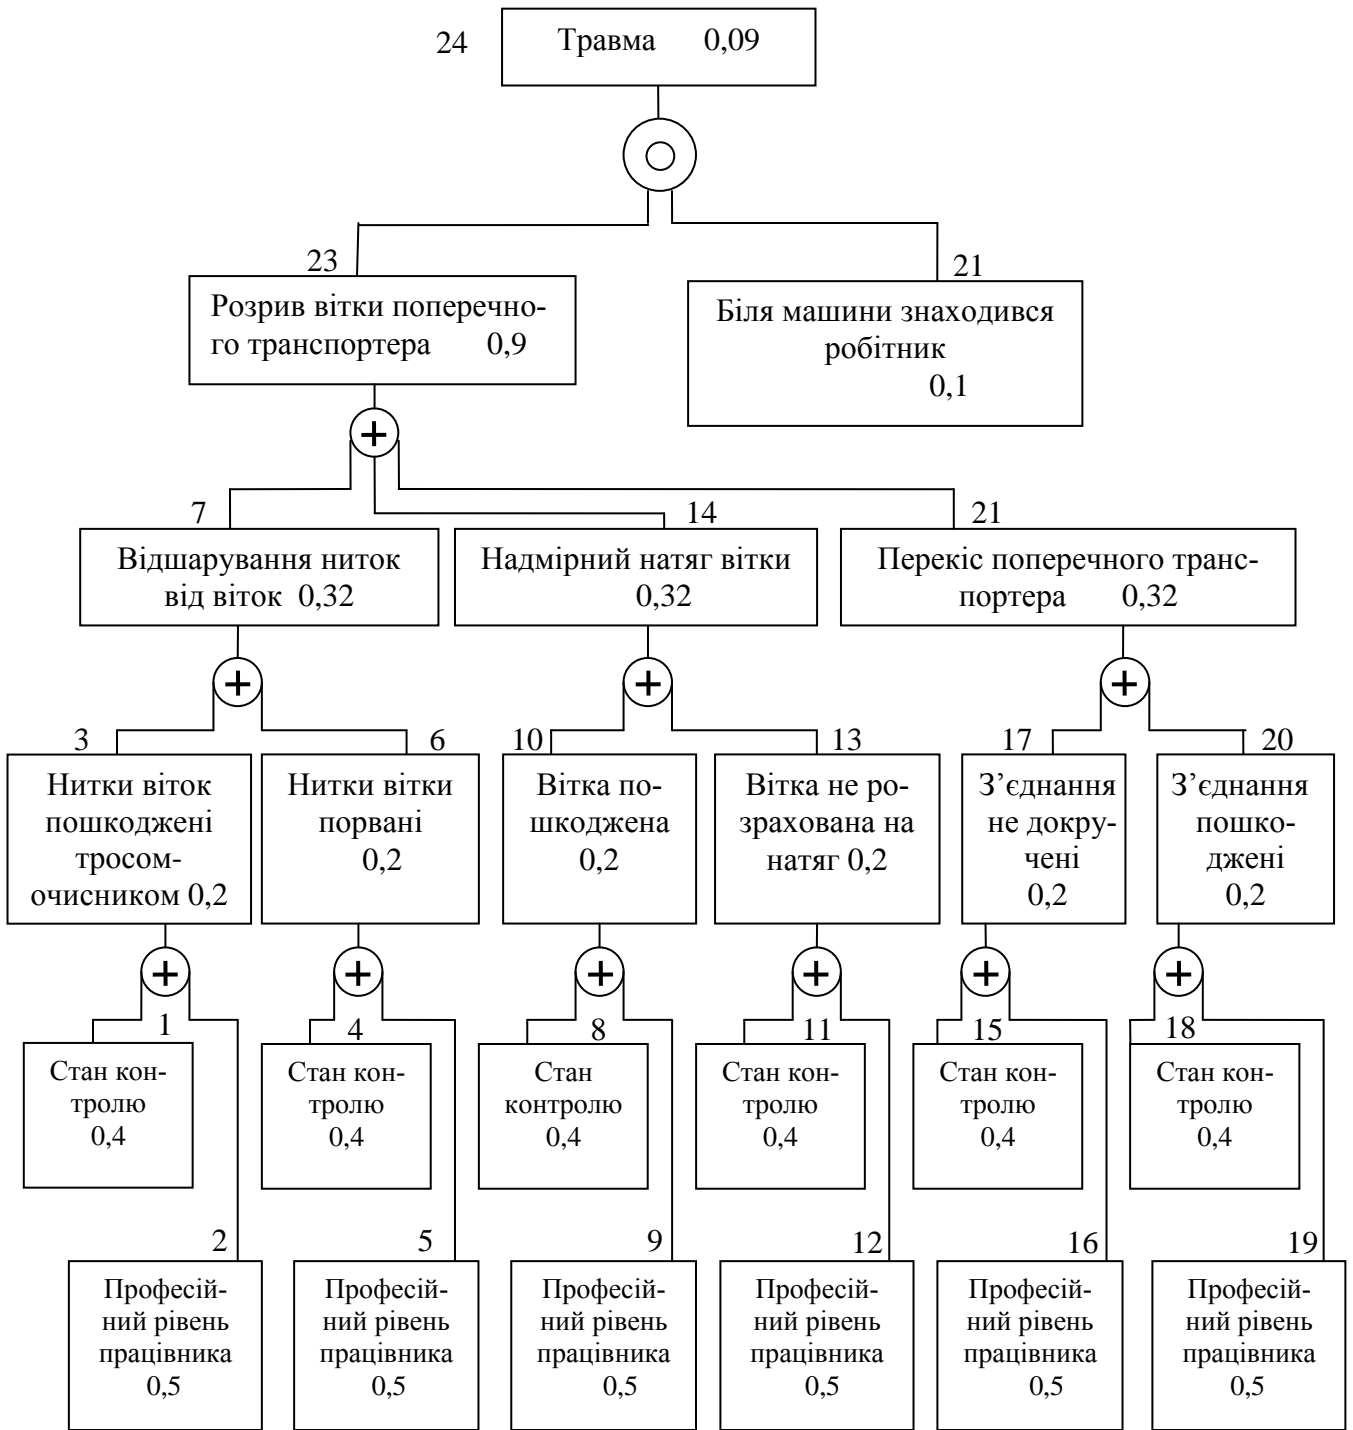 24
Травма 0,09
23
Розрив вітки поперечно-
го транспортера 0,9
21
Біля машини знаходився
робітник
0,1
+
7
Відшарування ниток
від віток 0,32
14
Надмірний натяг вітки
0,32
21
Перекіс поперечного транс-
портера 0,32
+
+
+
3
Нитки віток
пошкоджені
тросом-
очисником 0,2
6
Нитки вітки
порвані
0,2
10
Вітка по-
шкоджена
0,2
13
Вітка не ро-
зрахована на
натяг 0,2
17
З’єднання
не докру-
чені
0,2
20
З’єднання
пошко-
джені
0,2
+
+
+
+
+
+
1
Стан кон-
тролю
0,4
4
Стан кон-
тролю
0,4
8
Стан
контролю
0,4
11
Стан кон-
тролю
0,4
15
Стан кон-
тролю
0,4
18
Стан кон-
тролю
0,4
2
Професій-
ний рівень
працівника
0,5
5
Професій-
ний рівень
працівника
0,5
9
Професій-
ний рівень
працівника
0,5
12
Професій-
ний рівень
працівника
0,5
16
Професій-
ний рівень
працівника
0,5
19
Професій-
ний рівень
працівника
0,5